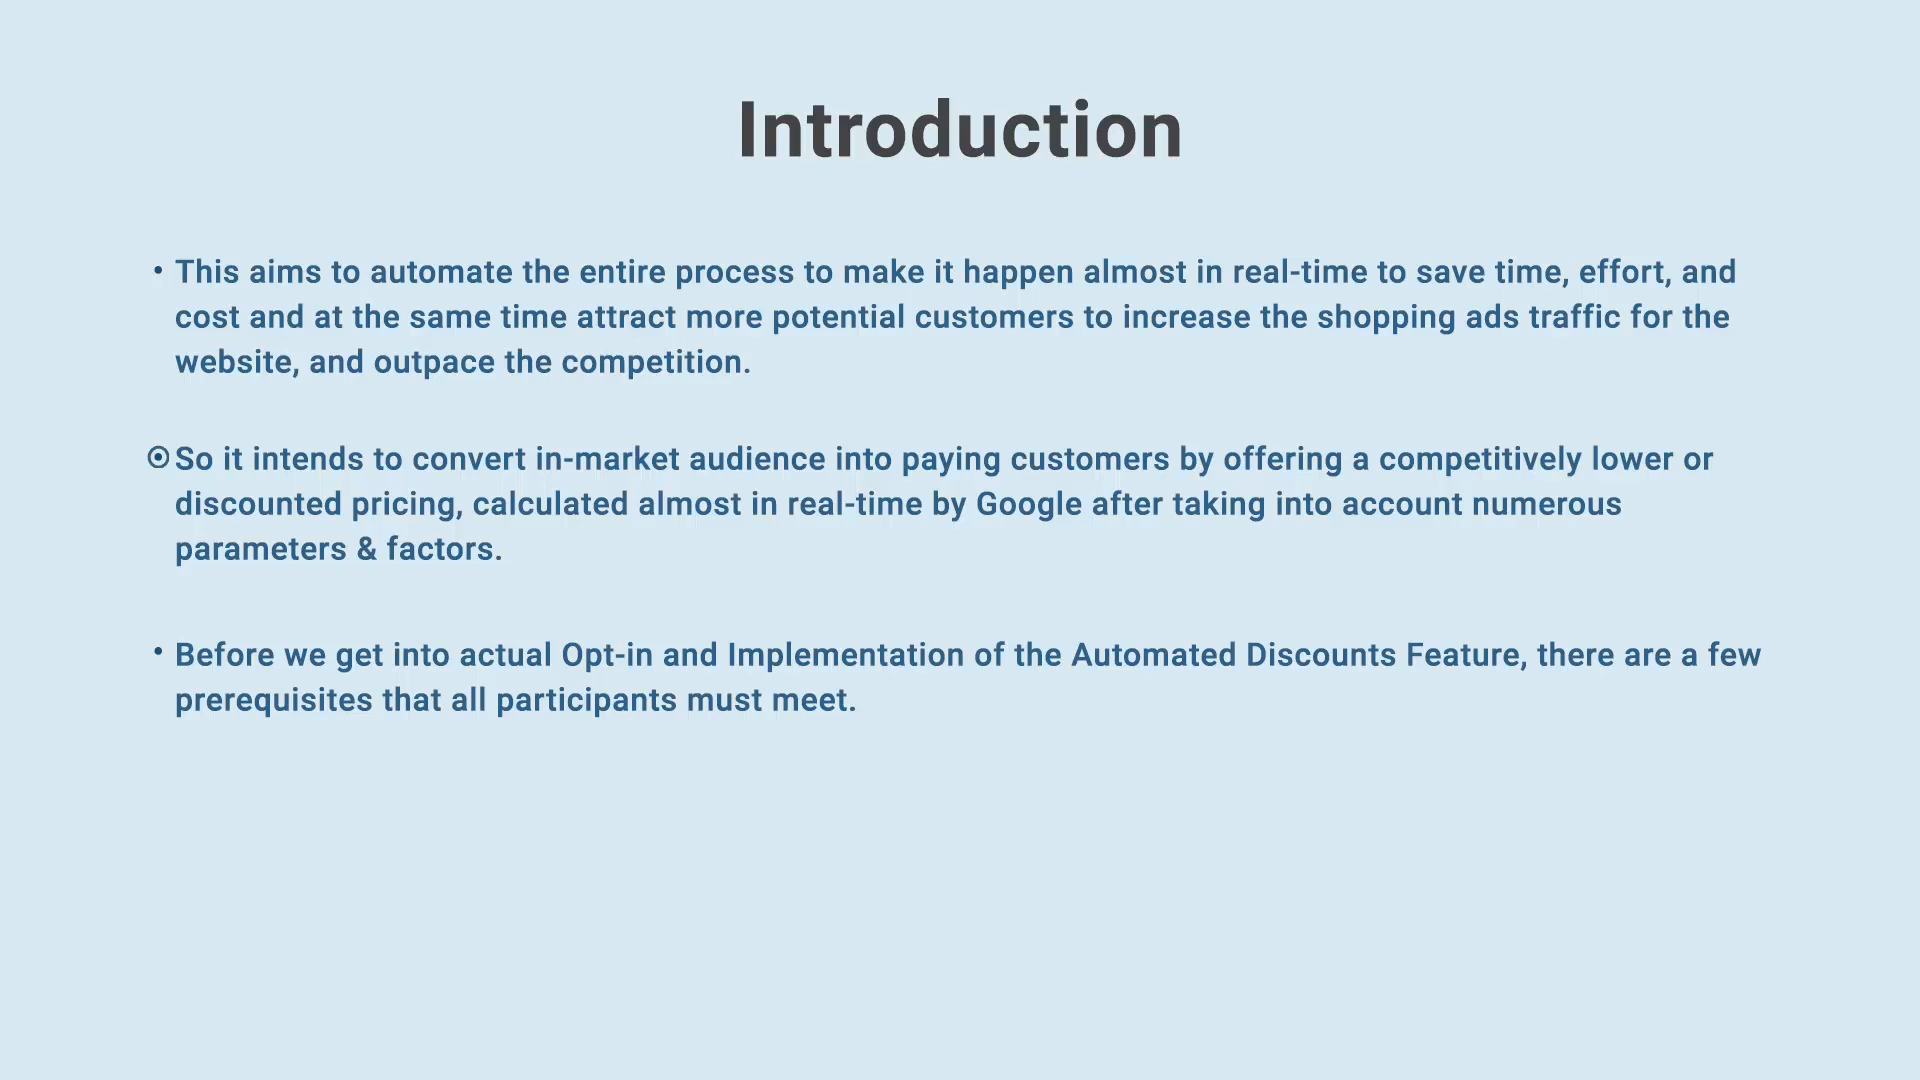 Introduction
• This aims to automate the entire process to make it happen almost in real-time to save time, effort, and
cost and at the same time attract more potential customers to increase the shopping ads traffic for the
website, and outpace the competition.
⦿ So it intends to convert in-market audience into paying customers by offering a competitively lower or
discounted pricing, calculated almost in real-time by Google after taking into account numerous
parameters & factors.
• Before we get into actual Opt-in and Implementation of the Automated Discounts Feature, there are a few
prerequisites that all participants must meet.